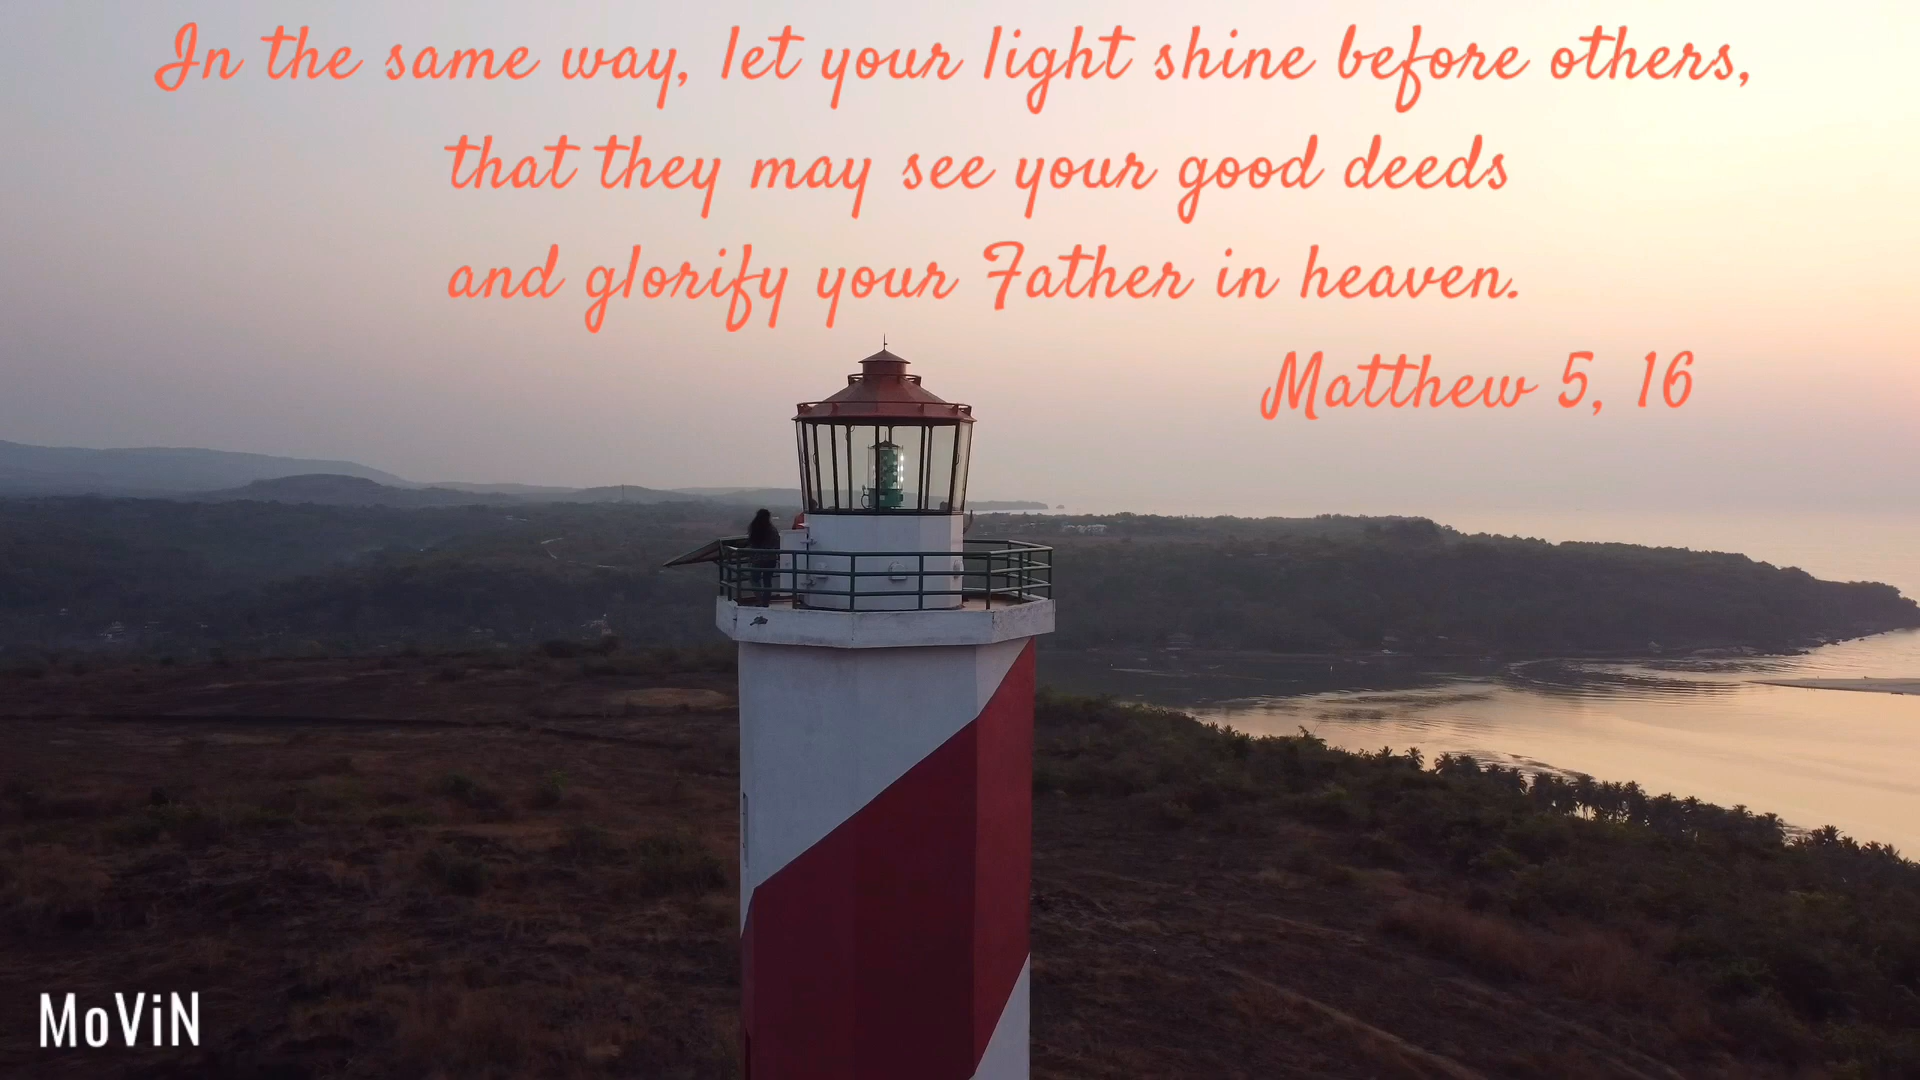 In the same way, let your light shine before others,
that they may see your good deeds
and glorify your Father in heaven.
Matthew 5, 16
MoViN